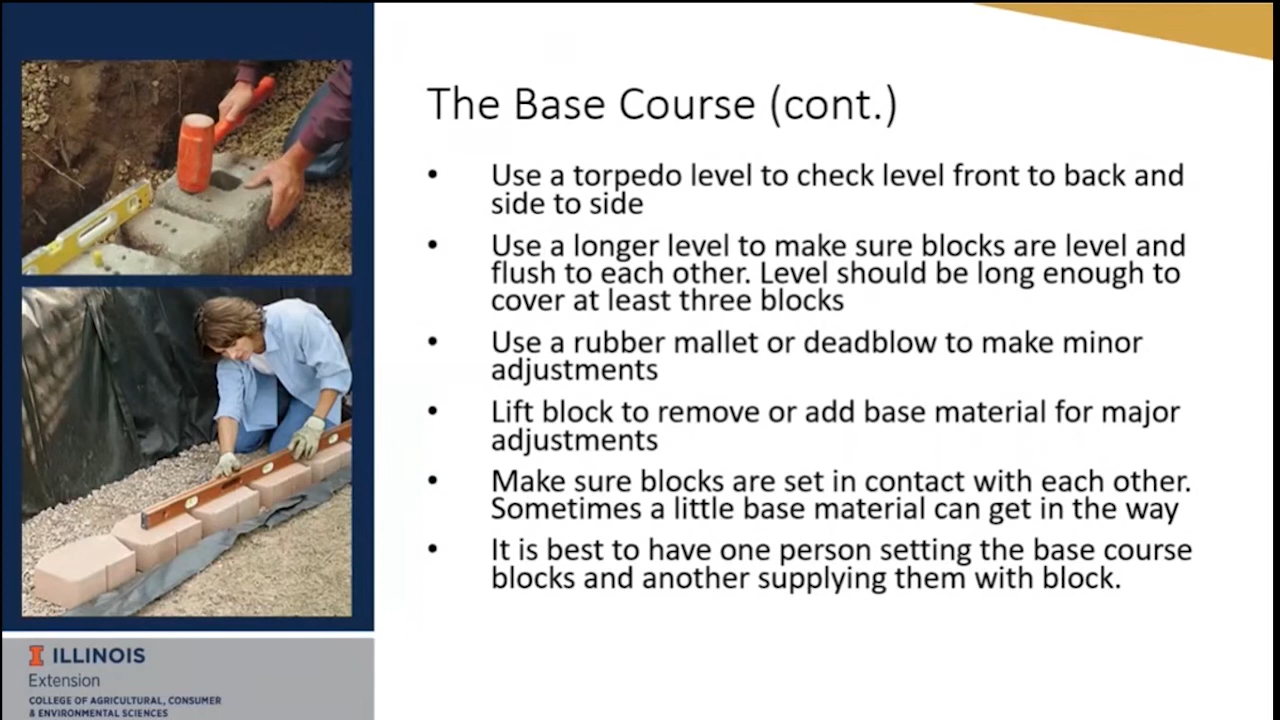 The Base Course (cont.)
• Use a torpedo level to check level front to back and
side to side
• Use a longer level to make sure blocks are level and
flush to each other. Level should be long enough to
cover at least three blocks
• Use a rubber mallet or deadblow to make minor
adjustments
• Lift block to remove or add base material for major
adjustments
• Make sure blocks are set in contact with each other.
Sometimes a little base material can get in the way
• It is best to have one person setting the base course
blocks and another supplying them with block.
I ILLINOIS
Extension
COLLEGE OF AGRICULTURAL, CONSUMER
& ENVIRONMENTAL SCIENCES